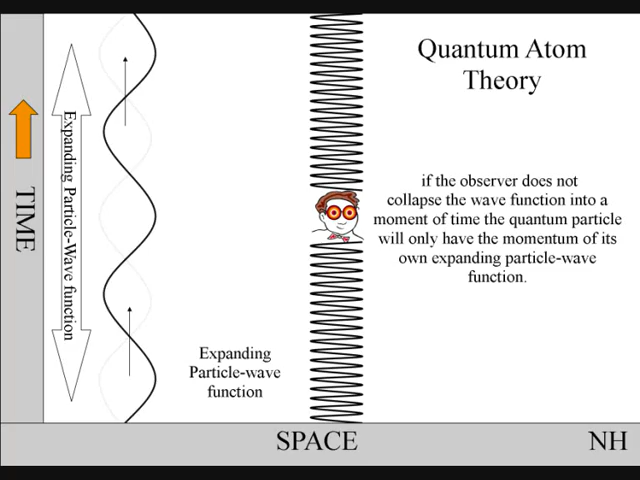 Quantum Atom
Theory
if the observer does not
collapse the wave function into a
moment of time the quantum particle
will only have the momentum of its
own expanding particle-wave
function.
Expanding Particle-Wave function
TIME
Expanding
Particle-wave
function
SPACE
NH